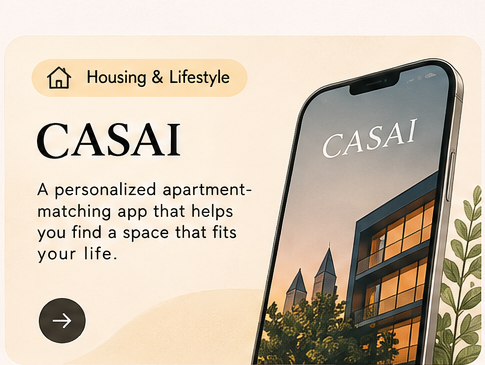 Housing & Lifestyle
CASAI
A personalized apartment-
matching app that helps
you find a space that fits
your life.
CASAI